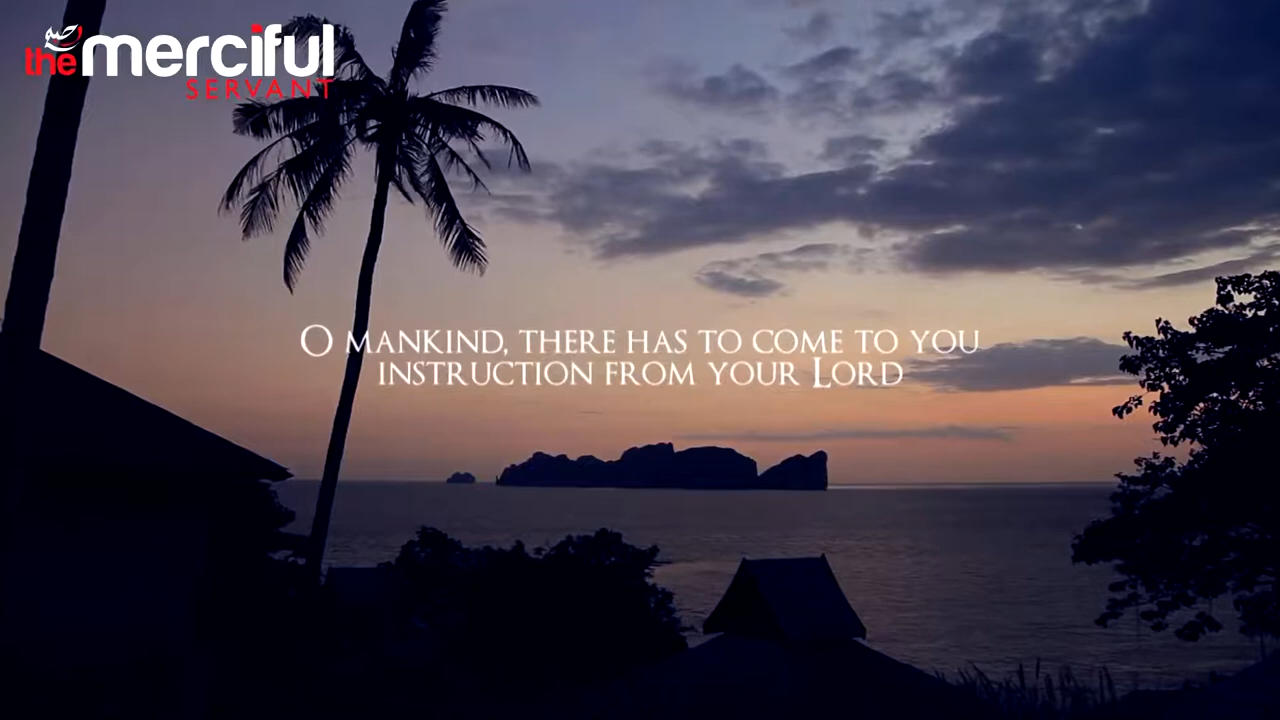 the merciful
SERVANT
O MANKIND, THERE HAS TO COME TO YOU
INSTRUCTION FROM YOUR LORD